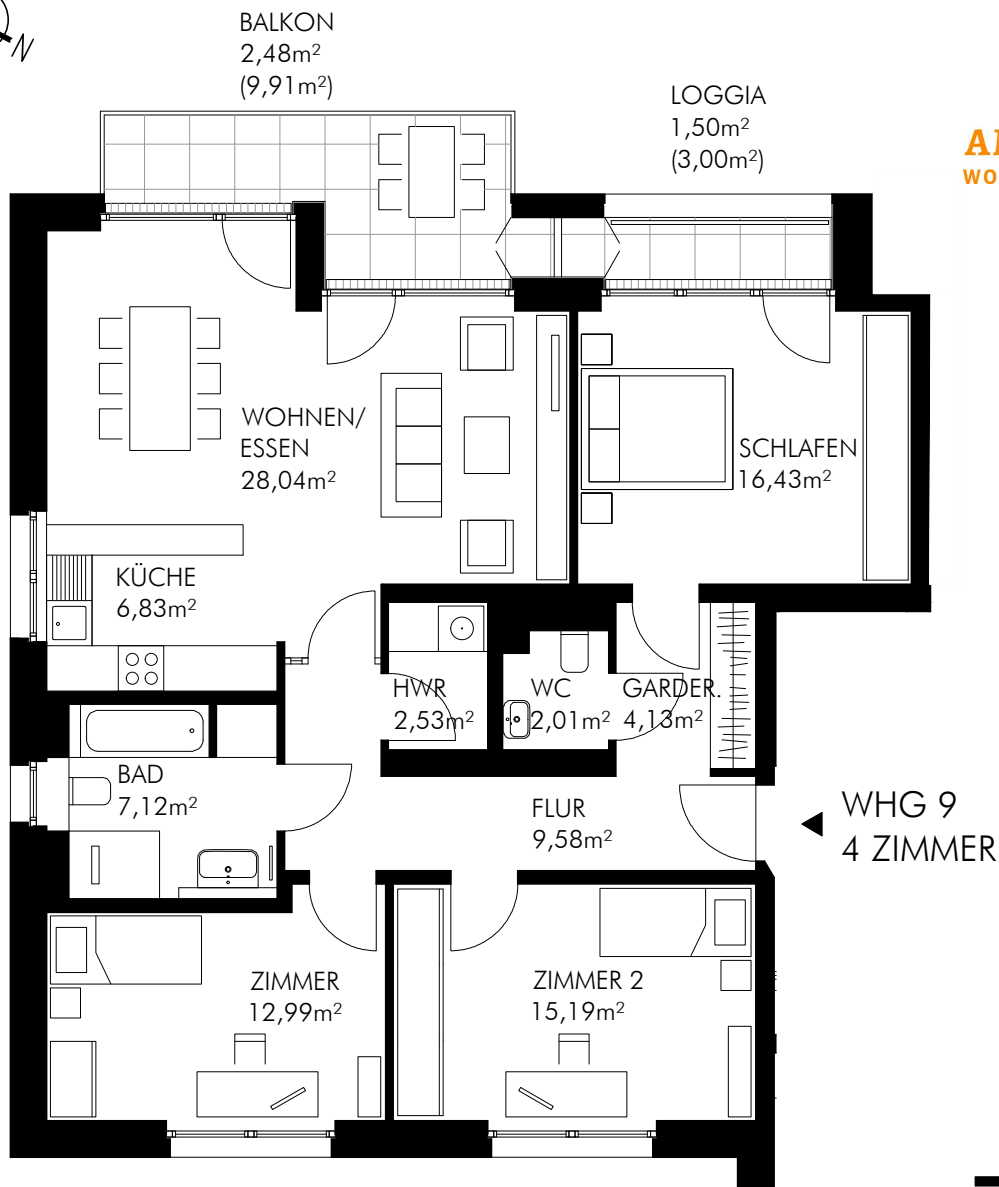 N
BALKON
2,48m²
(9,91m²)
LOGGIA
1,50m²
(3,00m²)
WOHNEN/
ESSEN
28,04m²
SCHLAFEN
16,43m²
KÜCHE
6,83m²
HWR
2,53m²
WC
2,01m²
GARDER.
4,13m²
BAD
7,12m²
FLUR
9,58m²
WHG 9
4 ZIMMER
ZIMMER
12,99m²
ZIMMER 2
15,19m²